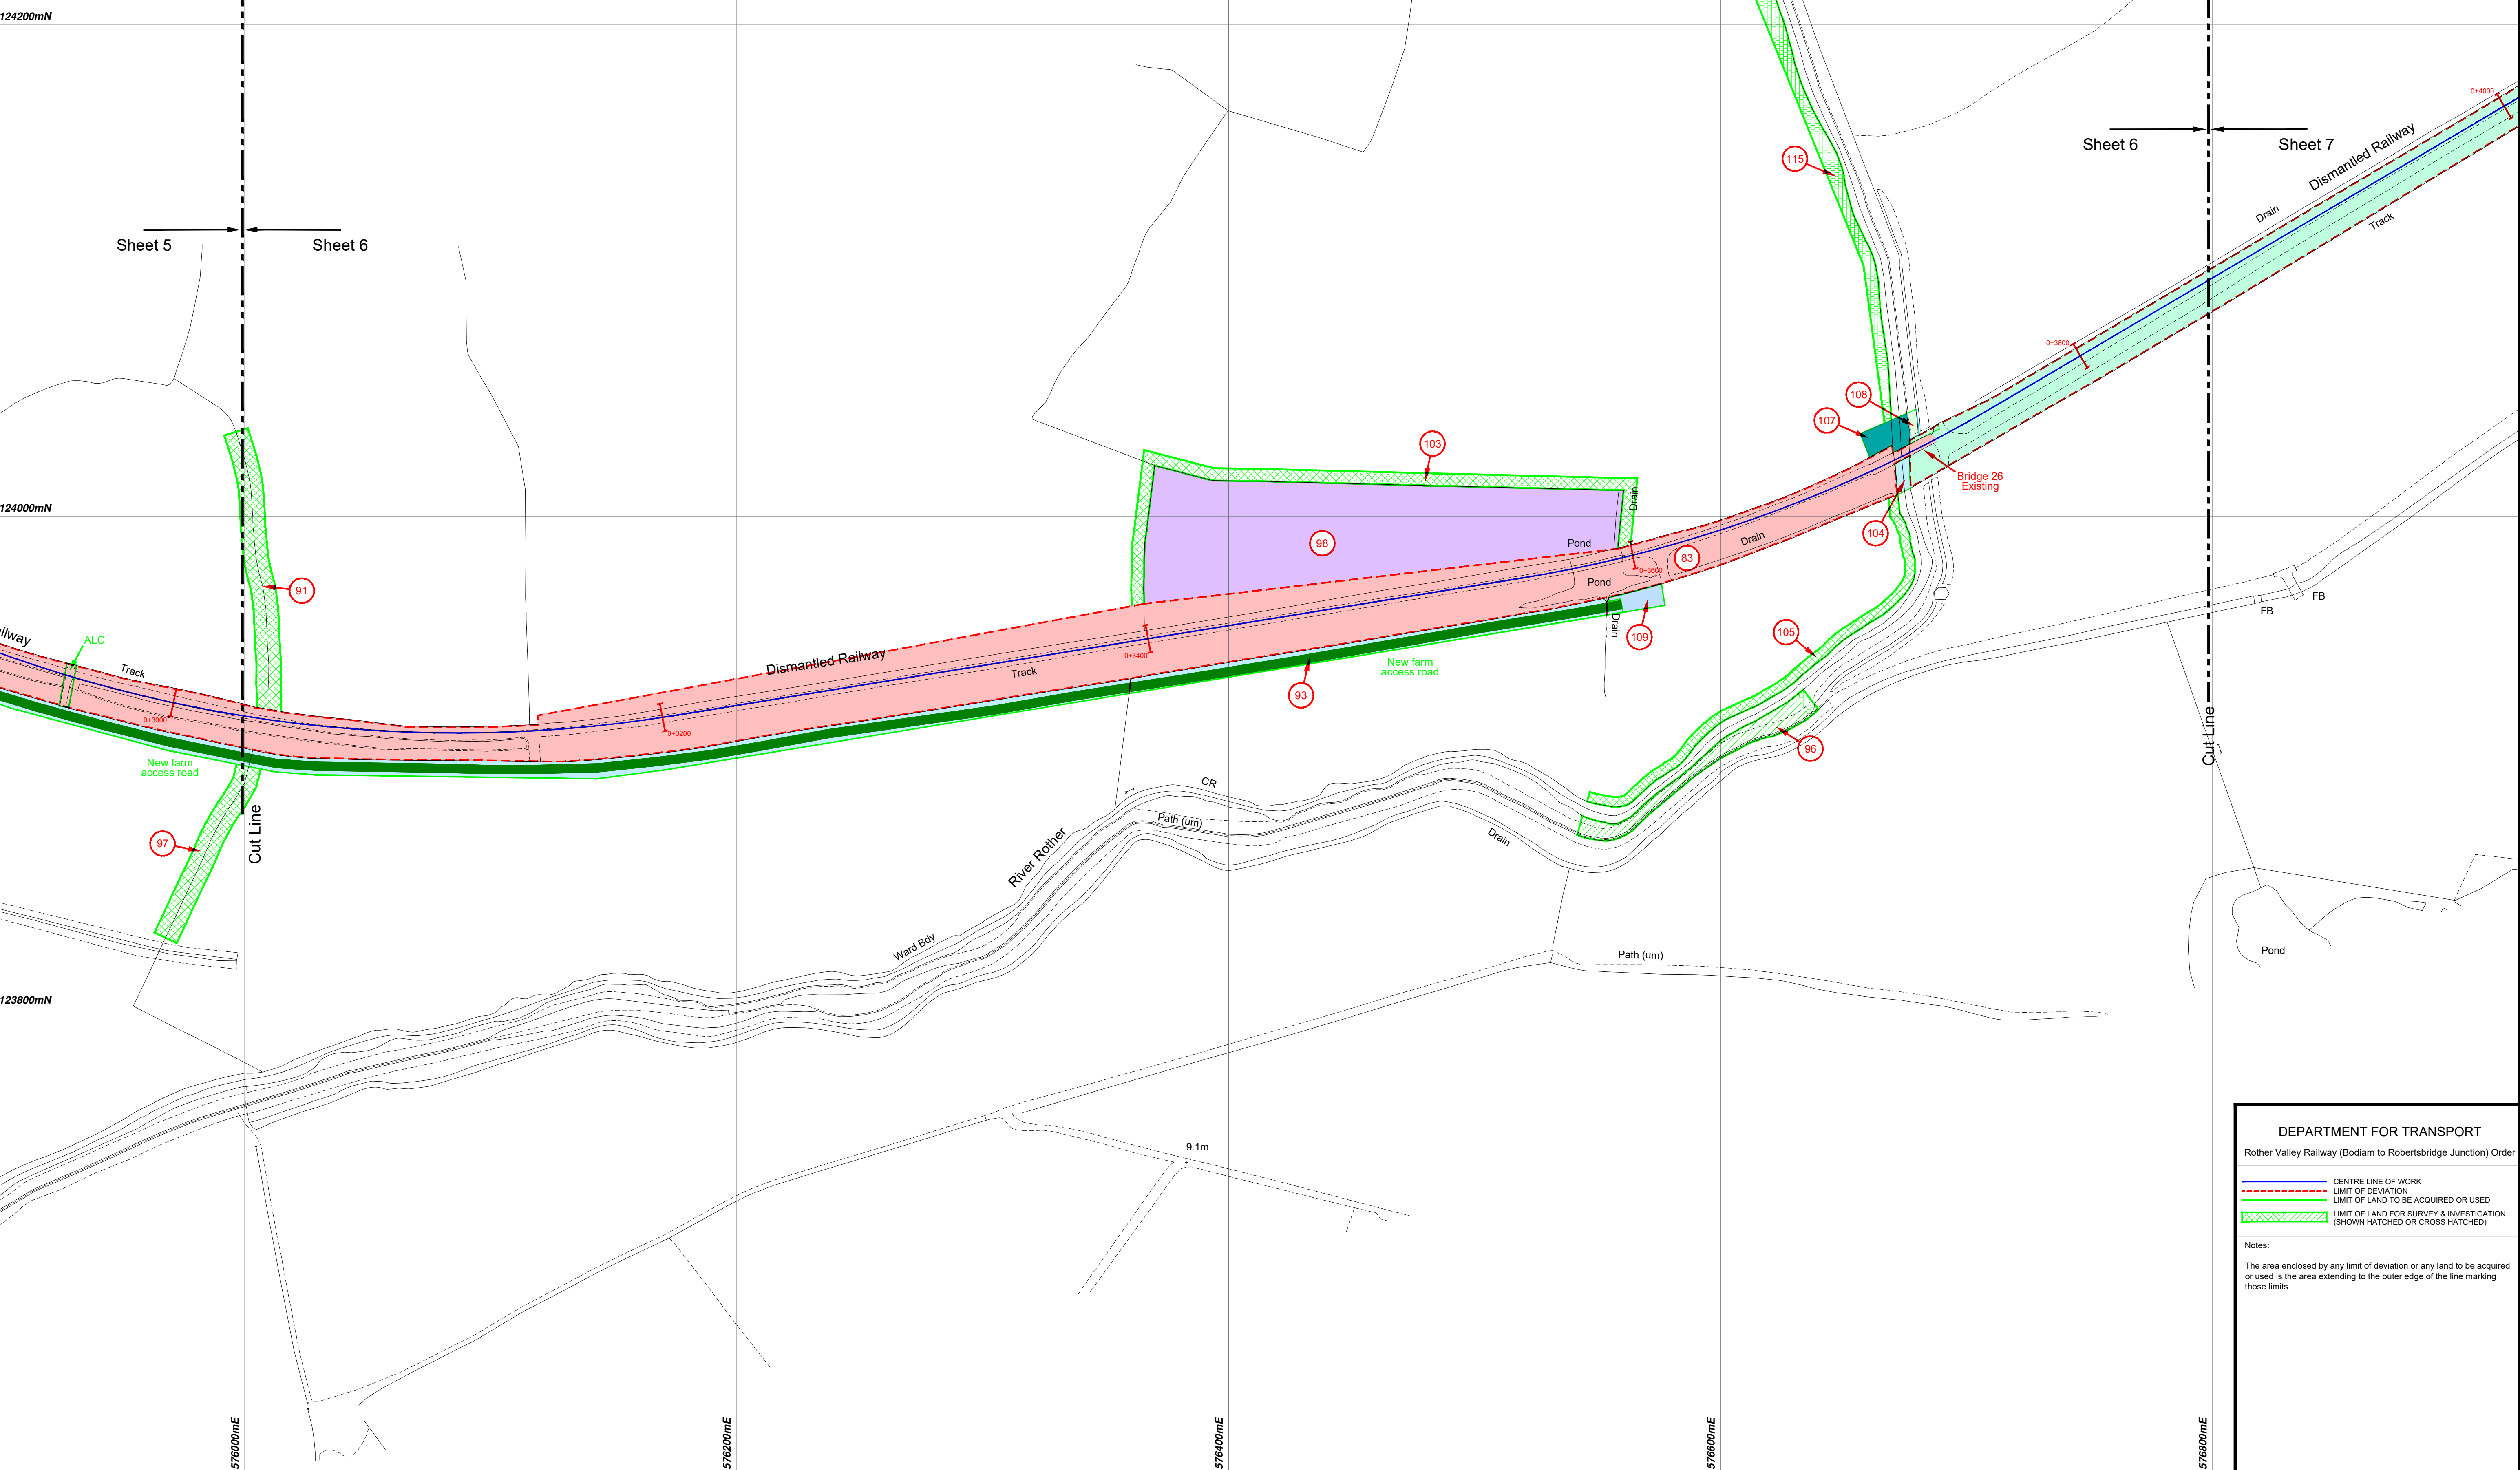 124200mN
Sheet 5
Sheet 6
Sheet 6
Sheet 7
0+4000
Dismantled Railway
Drain
Track
115
0+3800
108
107
103
Bridge 26
Existing
124000mN
Drain
98
Pond
104
Drain
83
0+3600
Pond
91
109
Drain
105
FB
FB
ALC
ilway
Track
Dismantled Railway
0+3400
Track
New farm
access road
93
0+3000
0+3200
96
Cut Line
New farm
access road
CR
Path (um)
River Rother
Drain
97
Cut Line
Ward Bdy
Path (um)
Pond
123800mN
9.1m
DEPARTMENT FOR TRANSPORT
Rother Valley Railway (Bodiam to Robertsbridge Junction) Order
CENTRE LINE OF WORK
LIMIT OF DEVIATION
LIMIT OF LAND TO BE ACQUIRED OR USED
LIMIT OF LAND FOR SURVEY & INVESTIGATION
(SHOWN HATCHED OR CROSS HATCHED)
Notes:
The area enclosed by any limit of deviation or any land to be acquired
or used is the area extending to the outer edge of the line marking
those limits.
576000mE
576200mE
576400mE
576600mE
576800mE